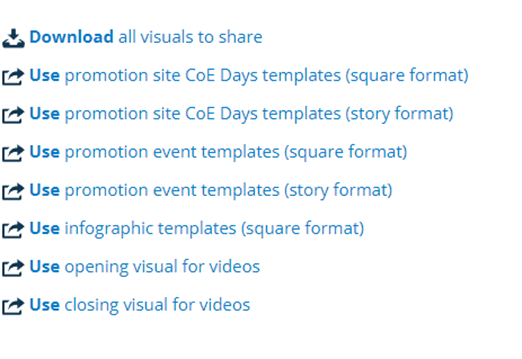 Download all visuals to share
Use promotion site CoE Days templates (square format)
Use promotion site CoE Days templates (story format)
Use promotion event templates (square format)
Use promotion event templates (story format)
Use infographic templates (square format)
Use opening visual for videos
Use closing visual for videos